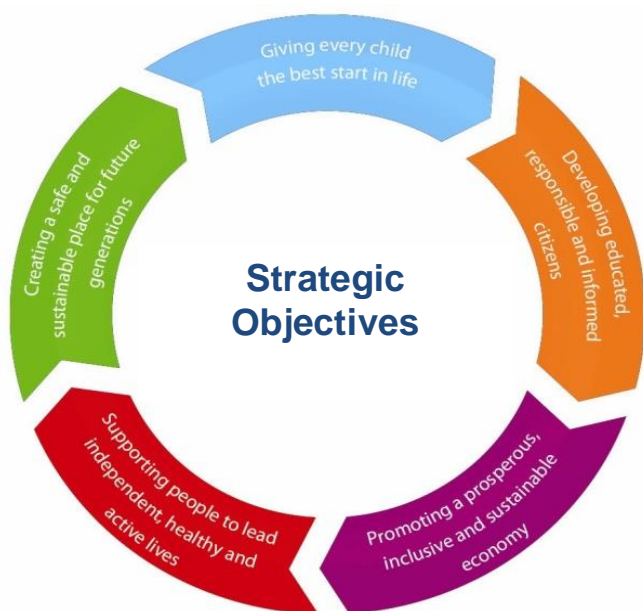 Giving every child
the best start in life
Developing educated,
responsible and informed
citizens
Promoting a prosperous,
inclusive and sustainable
economy
Supporting people to lead
independent, healthy and
active lives
Creating a safe and
sustainable place for future
generations
Strategic
Objectives